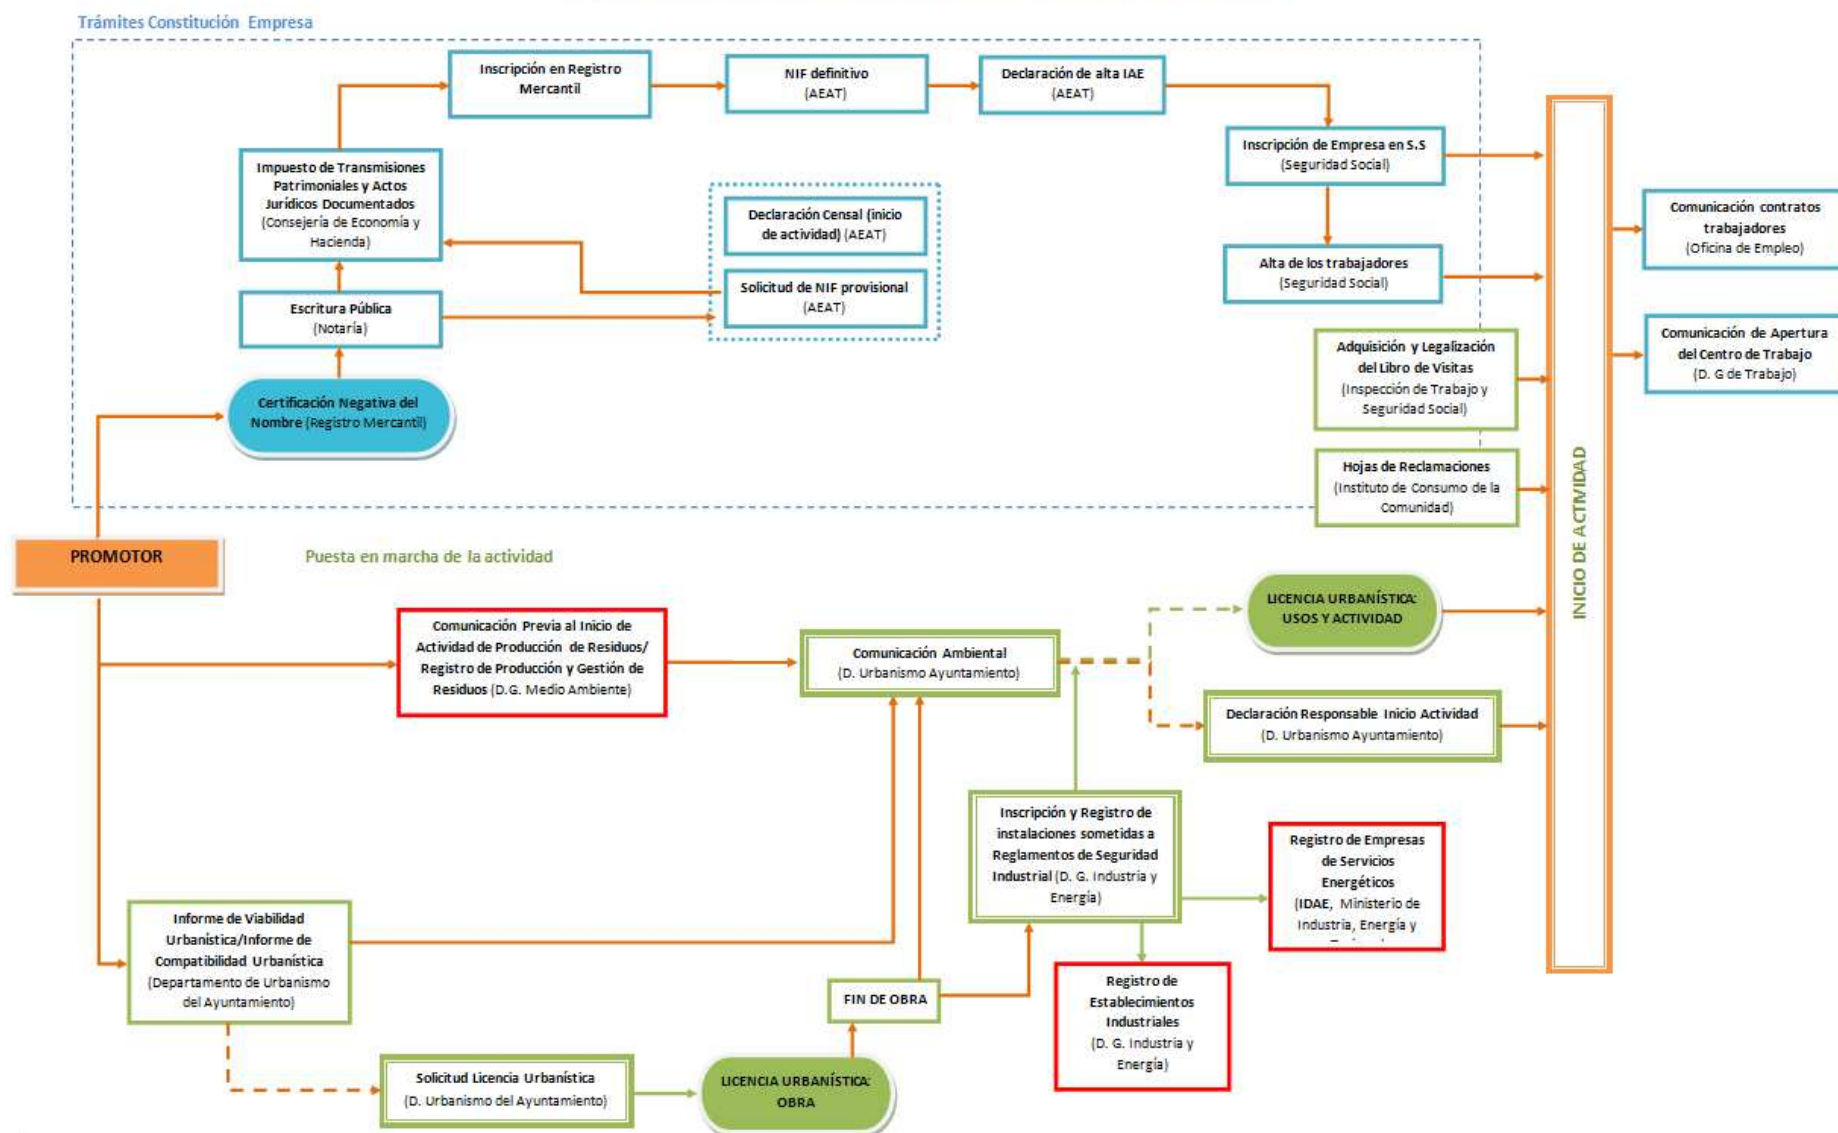 Trámites Constitución Empresa
Inscripción en Registro
Mercantil
NIF definitivo
(AEAT)
Declaración de alta IAE
(AEAT)
Inscripción de Empresa en S.S
(Seguridad Social)
Impuesto de Transmisiones
Patrimoniales y Actos
Jurídicos Documentados
(Consejería de Economía y
Hacienda)
Declaración Censal (inicio
de actividad) (AEAT)
Solicitud de NIF provisional
(AEAT)
Alta de los trabajadores
(Seguridad Social)
Comunicación contratos
trabajadores
(Oficina de Empleo)
Escritura Pública
(Notaría)
Adquisición y Legalización
del Libro de Visitas
(Inspección de Trabajo y
Seguridad Social)
Comunicación de Apertura
del Centro de Trabajo
(D. G de Trabajo)
Certificación Negativa del
Nombre (Registro Mercantil)
Hojas de Reclamaciones
(Instituto de Consumo de la
Comunidad)
INICIO DE ACTIVIDAD
PROMOTOR
Puesta en marcha de la actividad
Comunicación Previa al Inicio de
Actividad de Producción de Residuos/
Registro de Producción y Gestión de
Residuos (D.G. Medio Ambiente)
Comunicación Ambiental
(D. Urbanismo Ayuntamiento)
LICENCIA URBANÍSTICA:
USOS Y ACTIVIDAD
Declaración Responsable Inicio Actividad
(D. Urbanismo Ayuntamiento)
Inscripción y Registro de
instalaciones sometidas a
Reglamentos de Seguridad
Industrial (D. G. Industria y
Energía)
Registro de Empresas
de Servicios
Energéticos
(IDAE, Ministerio de
Industria, Energía y
Informe de Viabilidad
Urbanística/Informe de
Compatibilidad Urbanística
(Departamento de Urbanismo
del Ayuntamiento)
FIN DE OBRA
Registro de
Establecimientos
Industriales
(D. G. Industria y
Energía)
Solicitud Licencia Urbanística
(D. Urbanismo del Ayuntamiento)
LICENCIA URBANÍSTICA:
OBRA